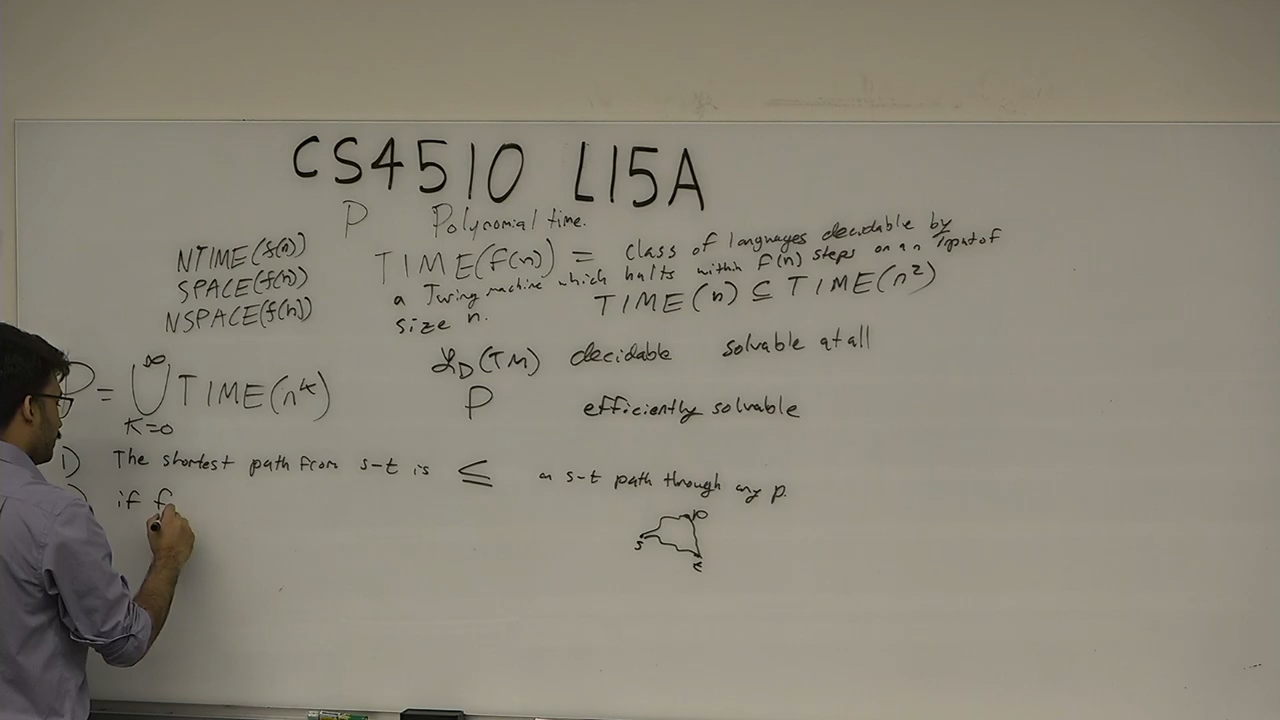 CS4510 L15A
P Polynomial time.
NTIME(f(n))
SPACE(f(n))
NSPACE(f(n))
TIME(f(n)) = class of languages decidable by
a Turing machine which halts within f(n) steps on an input of
size n.
TIME(n) ⊆ TIME(n²)
L_D(TM) decidable solvable at all
P efficiently solvable
P = ⋃_{K=0}^{∞} TIME(n^k)
1) The shortest path from s-t is ≤ an s-t path through any p.
) if f
s p t